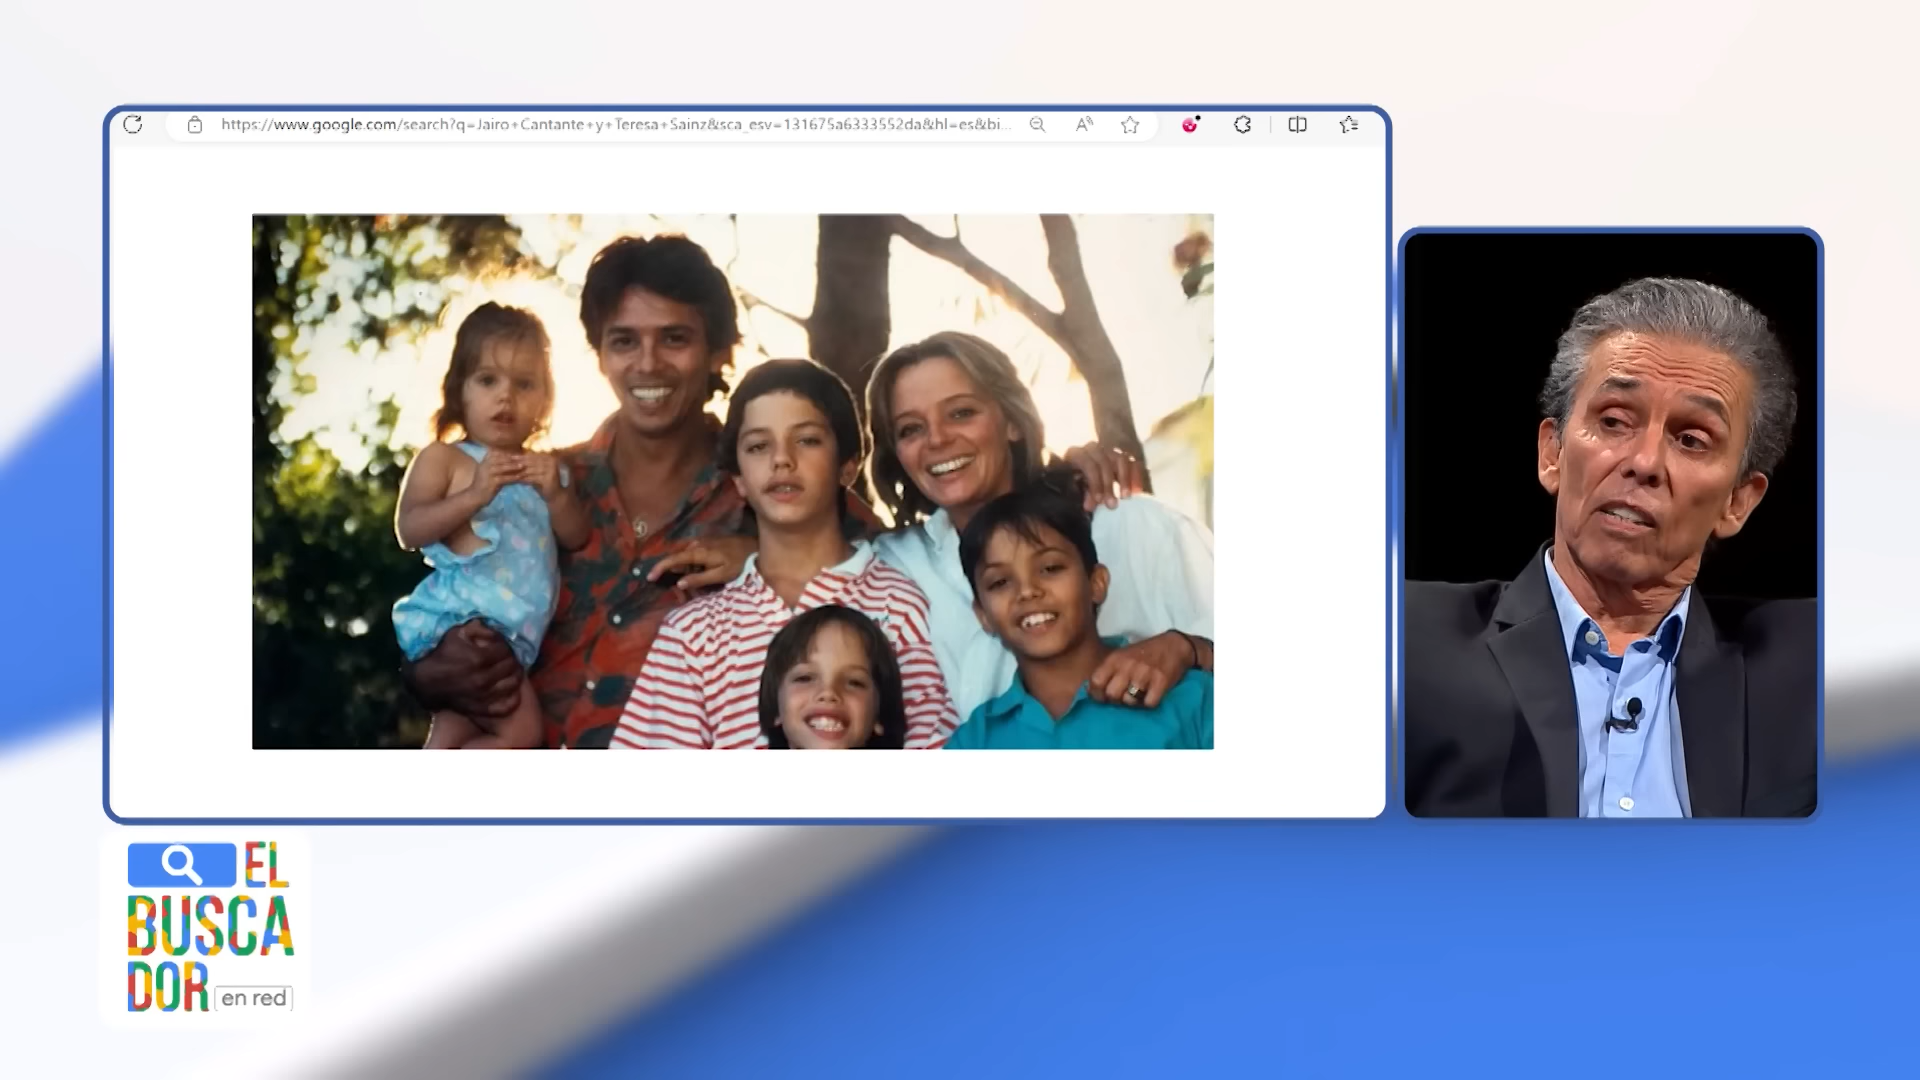 https://www.google.com/search?q=Jairo+Cantante+y+Teresa+Sainz&sca_esv=131675a6333552da&hl=es&bi...
EL
BUSCA
DOR en red